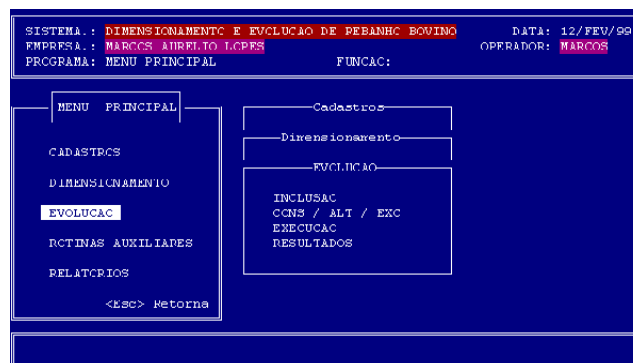 SISTEMA.: DIMENSIONAMENTO E EVOLUCAO DE REBANHO BOVINO DATA: 12/FEV/99
EMPRESA.: MARCOS AURELIO LOPES OPERADOR: MARCOS
PROGRAMA: MENU PRINCIPAL FUNCAO:
MENU PRINCIPAL
CADASTROS
DIMENSIONAMENTO
EVOLUCAO
ROTINAS AUXILIARES
RELATORIOS
<Esc> Retorna
Cadastros
Dimensionamento
EVOLUCAO
INCLUSAO
CONS / ALT / EXC
EXECUCAO
RESULTADOS